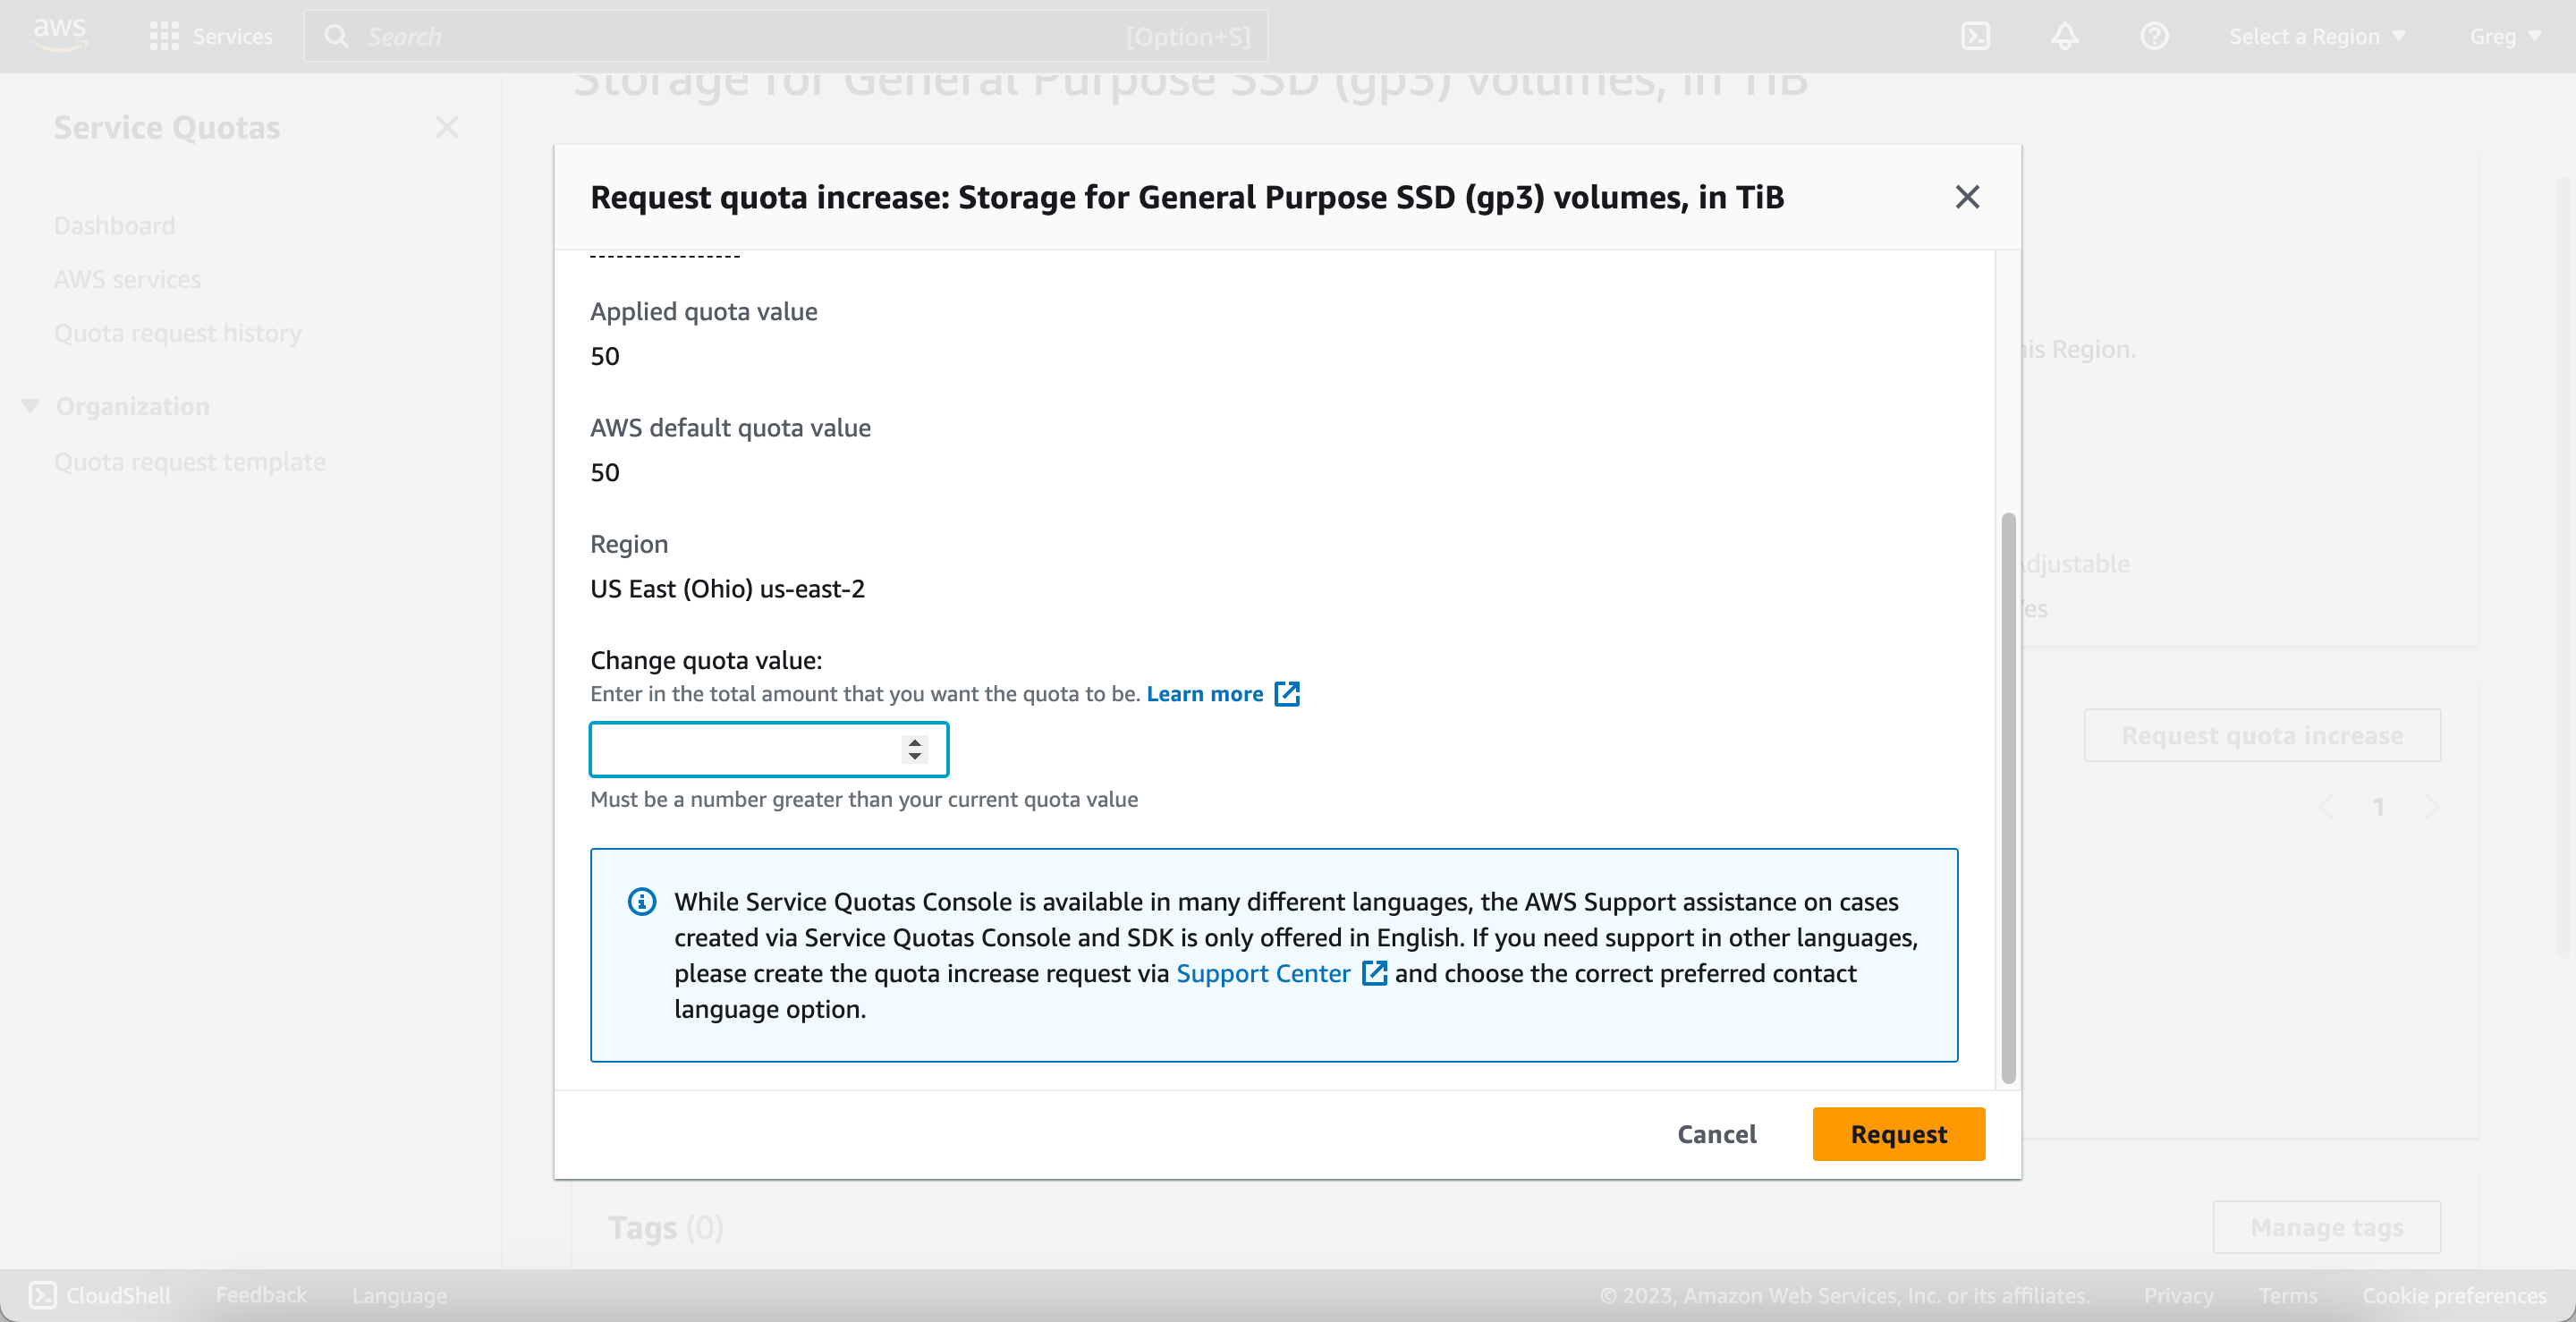 aws
Services
Search
[Option+S]
Select a Region
Greg
Storage for General Purpose SSD (gp3) volumes, in TiB
Service Quotas
Dashboard
AWS services
Quota request history
Organization
Quota request template
Request quota increase: Storage for General Purpose SSD (gp3) volumes, in TiB
Applied quota value
50
AWS default quota value
50
Region
US East (Ohio) us-east-2
Change quota value:
Enter in the total amount that you want the quota to be. Learn more
Must be a number greater than your current quota value
While Service Quotas Console is available in many different languages, the AWS Support assistance on cases
created via Service Quotas Console and SDK is only offered in English. If you need support in other languages,
please create the quota increase request via Support Center and choose the correct preferred contact
language option.
Cancel
Request
his Region.
Adjustable
Yes
Request quota increase
1
Tags (0)
Manage tags
CloudShell
Feedback
Language
© 2023, Amazon Web Services, Inc. or its affiliates.
Privacy
Terms
Cookie preferences